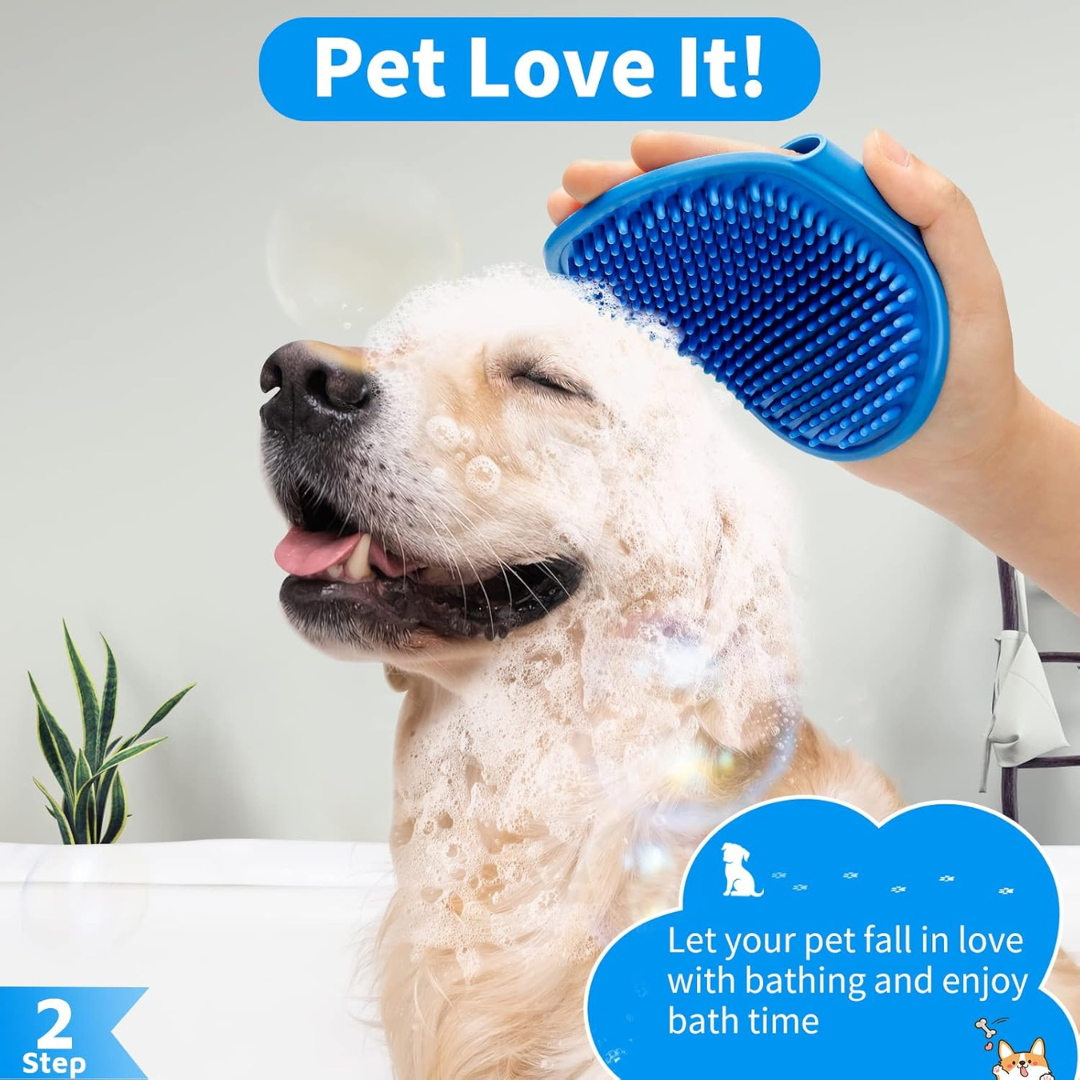 Pet Love It!
Let your pet fall in love
with bathing and enjoy
bath time
2
Step